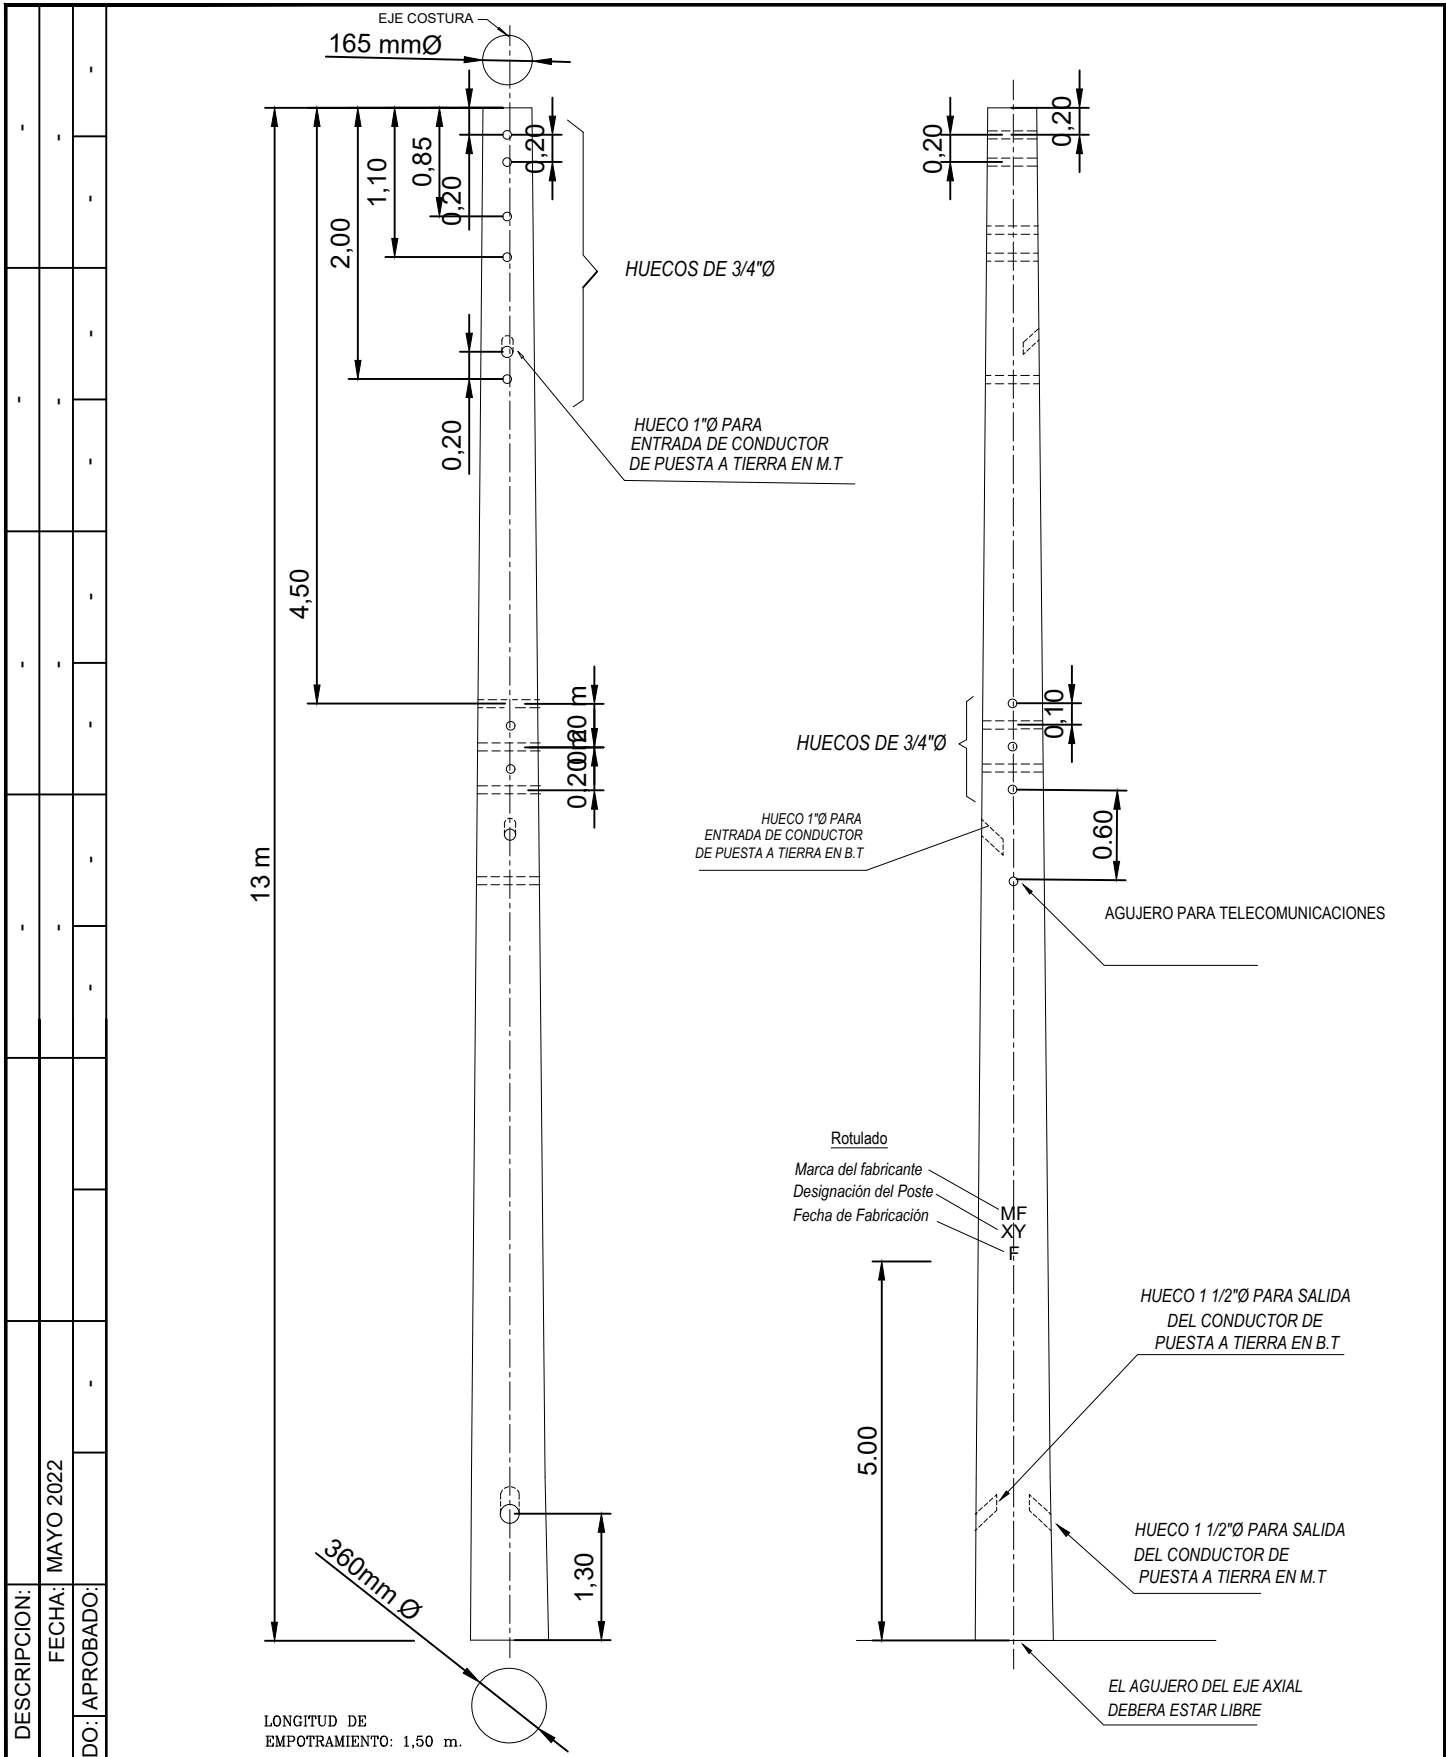 EJE COSTURA
165 mmØ
0,20
0,20
0,85
1,10
2,00
0,20
HUECOS DE 3/4"Ø
HUECO 1"Ø PARA
ENTRADA DE CONDUCTOR
DE PUESTA A TIERRA EN M.T
4,50
0,20 m
0,20 m
13 m
1,30
360mm Ø
LONGITUD DE
EMPOTRAMIENTO: 1,50 m.
0,20
0,20
HUECOS DE 3/4"Ø
0,10
HUECO 1"Ø PARA
ENTRADA DE CONDUCTOR
DE PUESTA A TIERRA EN B.T
0.60
AGUJERO PARA TELECOMUNICACIONES
Rotulado
Marca del fabricante
Designación del Poste
Fecha de Fabricación
MF
XY
F
5.00
HUECO 1 1/2"Ø PARA SALIDA
DEL CONDUCTOR DE
PUESTA A TIERRA EN B.T
HUECO 1 1/2"Ø PARA SALIDA
DEL CONDUCTOR DE
PUESTA A TIERRA EN M.T
EL AGUJERO DEL EJE AXIAL
DEBERA ESTAR LIBRE
DESCRIPCION:
FECHA: MAYO 2022
DO: APROBADO: